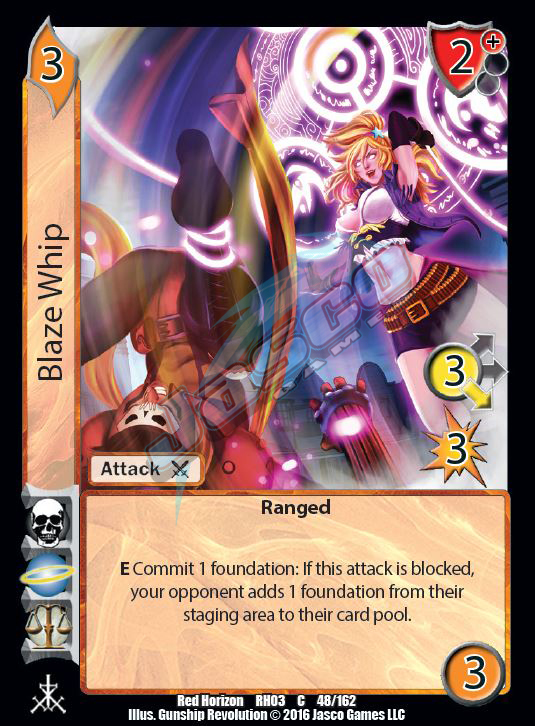 3
2
+
Blaze Whip
JASCO
GAMES
3
3
Attack
Ranged
E Commit 1 foundation: If this attack is blocked,
your opponent adds 1 foundation from their
staging area to their card pool.
3
Red Horizon RH03 C 48/162
Illus. Gunship Revolution © 2016 Jasco Games LLC